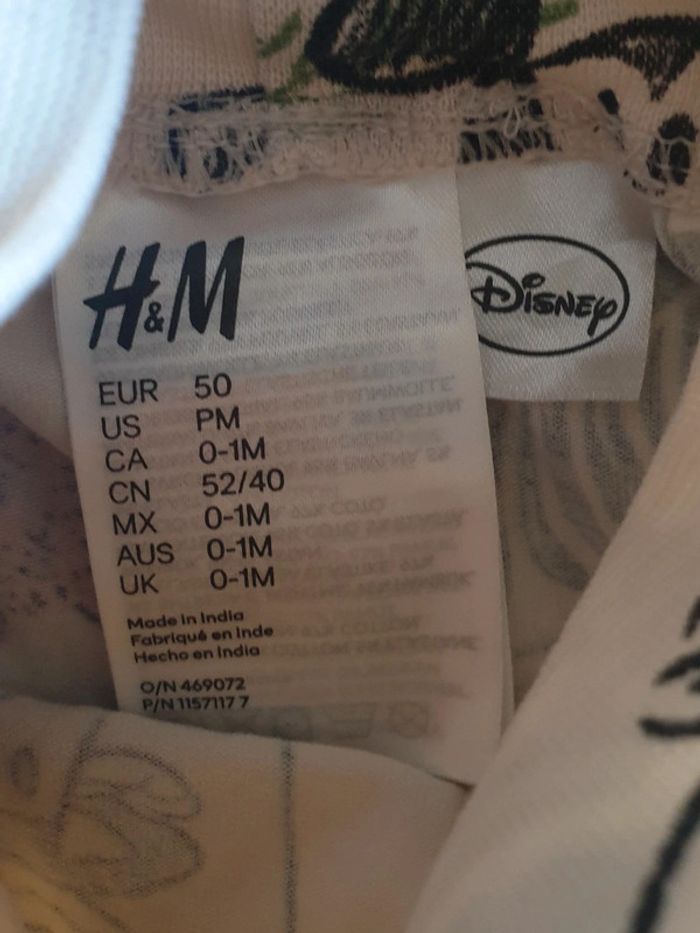 H&M
DISNEY
EUR 50
US PM
CA 0-1M
CN 52/40
MX 0-1M
AUS 0-1M
UK 0-1M
Made in India
Fabriqué en Inde
Hecho en India
O/N 469072
P/N 1157117 7